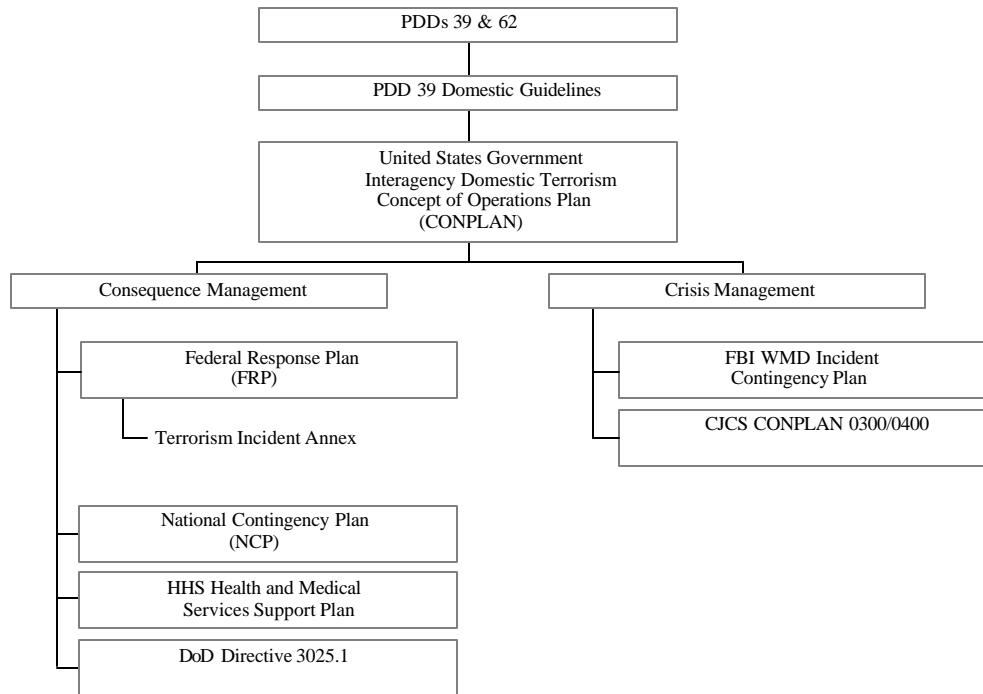 PDDs 39 & 62
PDD 39 Domestic Guidelines
United States Government
Interagency Domestic Terrorism
Concept of Operations Plan
(CONPLAN)
Consequence Management
Crisis Management
Federal Response Plan
(FRP)
Terrorism Incident Annex
National Contingency Plan
(NCP)
HHS Health and Medical
Services Support Plan
DoD Directive 3025.1
FBI WMD Incident
Contingency Plan
CJCS CONPLAN 0300/0400